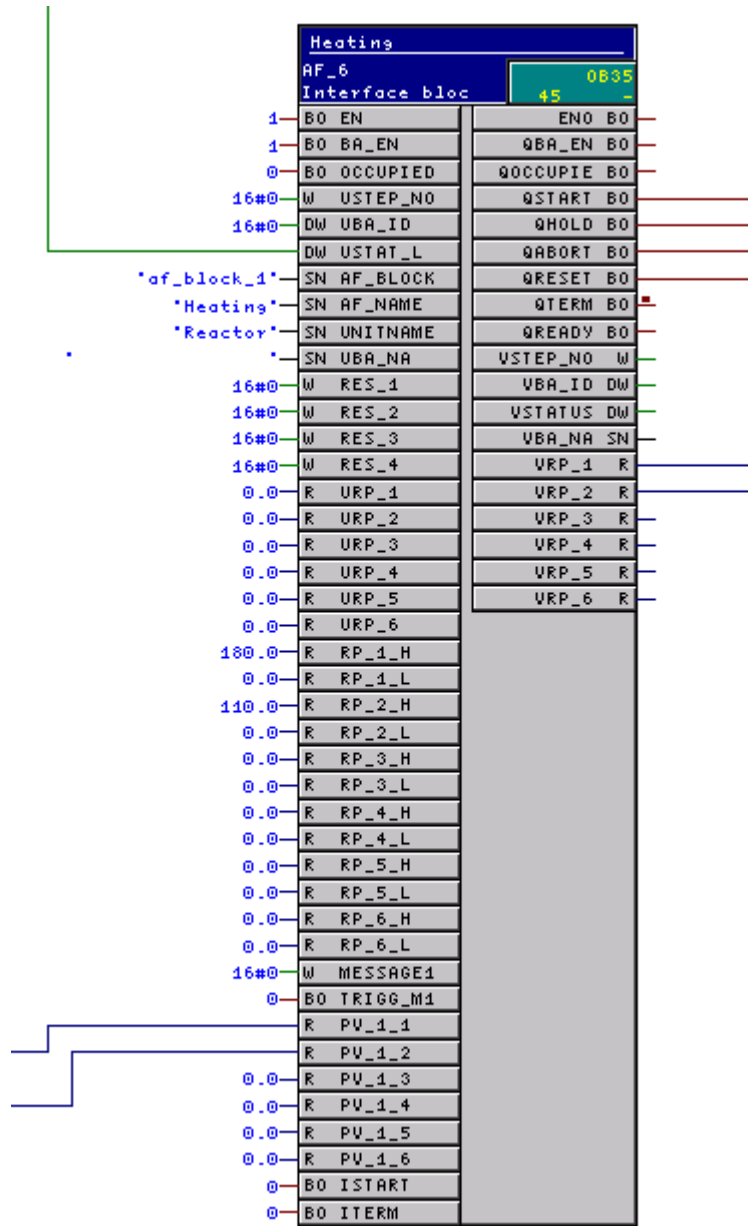 Heating
AF_6 OB35
Interface bloc 45 -
1 BO EN ENO BO
1 BO BA_EN QBA_EN BO
0 BO OCCUPIED QOCCUPIE BO
16#0 W USTEP_NO QSTART BO
16#0 DW UBA_ID QHOLD BO
DW USTAT_L QABORT BO
'af_block_1' SN AF_BLOCK QRESET BO
'Heating' SN AF_NAME QTERM BO
'Reactor' SN UNITNAME QREADY BO
' ' SN UBA_NA VSTEP_NO W
16#0 W RES_1 VBA_ID DW
16#0 W RES_2 VSTATUS DW
16#0 W RES_3 VBA_NA SN
16#0 W RES_4 VRP_1 R
0.0 R URP_1 VRP_2 R
0.0 R URP_2 VRP_3 R
0.0 R URP_3 VRP_4 R
0.0 R URP_4 VRP_5 R
0.0 R URP_5 VRP_6 R
0.0 R URP_6
180.0 R RP_1_H
0.0 R RP_1_L
110.0 R RP_2_H
0.0 R RP_2_L
0.0 R RP_3_H
0.0 R RP_3_L
0.0 R RP_4_H
0.0 R RP_4_L
0.0 R RP_5_H
0.0 R RP_5_L
0.0 R RP_6_H
0.0 R RP_6_L
16#0 W MESSAGE1
0 BO TRIGG_M1
R PV_1_1
R PV_1_2
0.0 R PV_1_3
0.0 R PV_1_4
0.0 R PV_1_5
0.0 R PV_1_6
0 BO ISTART
0 BO ITERM